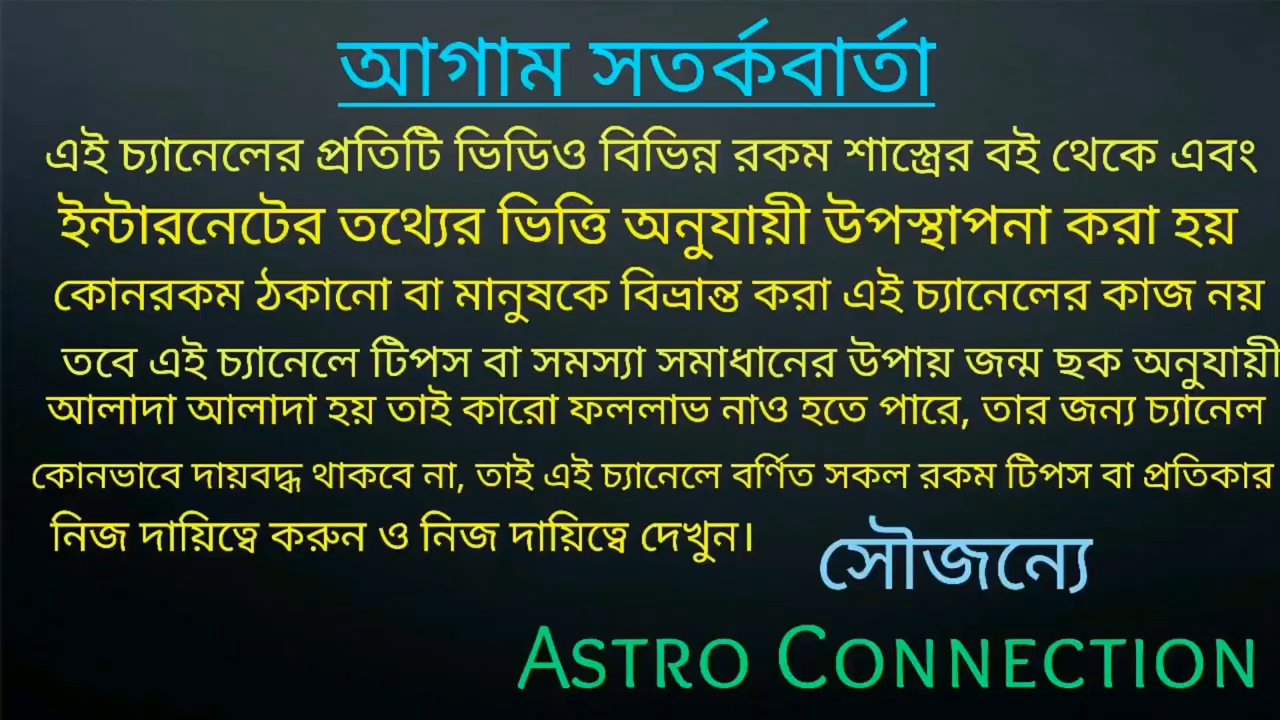 আগাম সতর্কবার্তা
এই চ্যানেলের প্রতিটি ভিডিও বিভিন্ন রকম শাস্ত্রের বই থেকে এবং
ইন্টারনেটের তথ্যের ভিত্তি অনুযায়ী উপস্থাপনা করা হয়
কোনরকম ঠকানো বা মানুষকে বিভ্রান্ত করা এই চ্যানেলের কাজ নয়
তবে এই চ্যানেলে টিপস বা সমস্যা সমাধানের উপায় জন্ম ছক অনুযায়ী
আলাদা আলাদা হয় তাই কারো ফললাভ নাও হতে পারে, তার জন্য চ্যানেল
কোনভাবে দায়বদ্ধ থাকবে না, তাই এই চ্যানেলে বর্ণিত সকল রকম টিপস বা প্রতিকার
নিজ দায়িত্বে করুন ও নিজ দায়িত্বে দেখুন।
সৌজন্যে
ASTRO CONNECTION